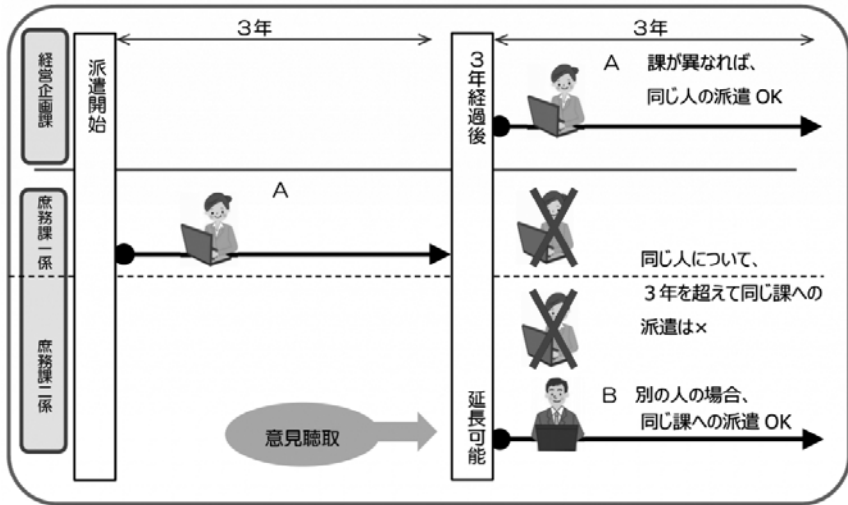 3年
3年
経営企画課
派遣開始
3年経過後
A 課が異なれば、
同じ人の派遣 OK
A
庶務課一係
同じ人について、
3年を超えて同じ課への
派遣は×
庶務課二係
意見聴取
延長可能
B 別の人の場合、
同じ課への派遣 OK